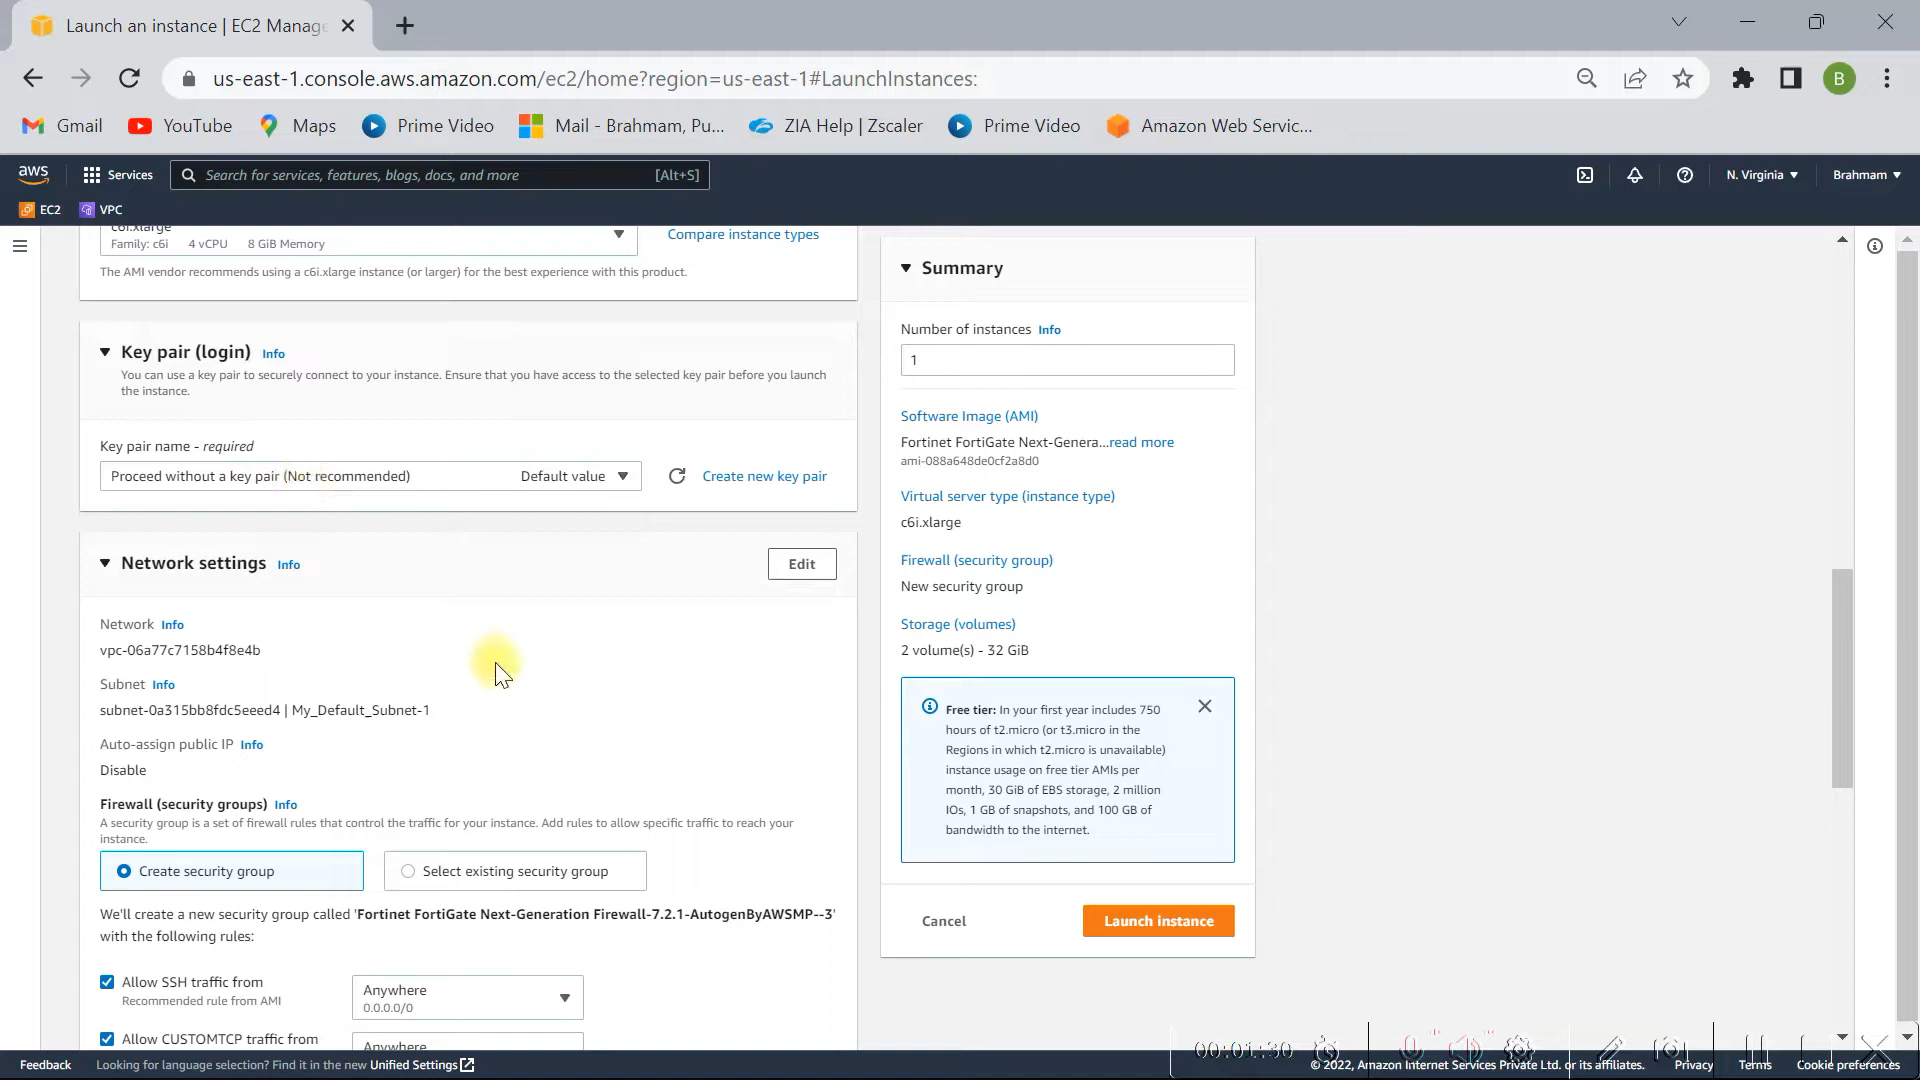 Launch an instance | EC2 Manage
us-east-1.console.aws.amazon.com/ec2/home?region=us-east-1#LaunchInstances:
B
Gmail
YouTube
Maps
Prime Video
Mail - Brahmam, Pu...
ZIA Help | Zscaler
Prime Video
Amazon Web Servic...
aws
Services
Search for services, features, blogs, docs, and more
[Alt+S]
N. Virginia
Brahmam
EC2
VPC
c6i.xlarge
Family: c6i 4 vCPU 8 GiB Memory
Compare instance types
The AMI vendor recommends using a c6i.xlarge instance (or larger) for the best experience with this product.
Key pair (login) Info
You can use a key pair to securely connect to your instance. Ensure that you have access to the selected key pair before you launch
the instance.
Key pair name - required
Proceed without a key pair (Not recommended) Default value
Create new key pair
Network settings Info
Edit
Network Info
vpc-06a77c7158b4f8e4b
Subnet Info
subnet-0a315bb8fdc5eeed4 | My_Default_Subnet-1
Auto-assign public IP Info
Disable
Firewall (security groups) Info
A security group is a set of firewall rules that control the traffic for your instance. Add rules to allow specific traffic to reach your
instance.
Create security group
Select existing security group
We'll create a new security group called 'Fortinet FortiGate Next-Generation Firewall-7.2.1-AutogenByAWSMP--3'
with the following rules:
Allow SSH traffic from
Recommended rule from AMI
Anywhere
0.0.0.0/0
Allow CUSTOMTCP traffic from
Anywhere
Summary
Number of instances Info
1
Software Image (AMI)
Fortinet FortiGate Next-Genera...read more
ami-088a648de0cf2a8d0
Virtual server type (instance type)
c6i.xlarge
Firewall (security group)
New security group
Storage (volumes)
2 volume(s) - 32 GiB
Free tier: In your first year includes 750
hours of t2.micro (or t3.micro in the
Regions in which t2.micro is unavailable)
instance usage on free tier AMIs per
month, 30 GiB of EBS storage, 2 million
IOs, 1 GB of snapshots, and 100 GB of
bandwidth to the internet.
Cancel
Launch instance
00:01:30
Feedback
Looking for language selection? Find it in the new Unified Settings
© 2022, Amazon Internet Services Private Ltd. or its affiliates.
Privacy
Terms
Cookie preferences